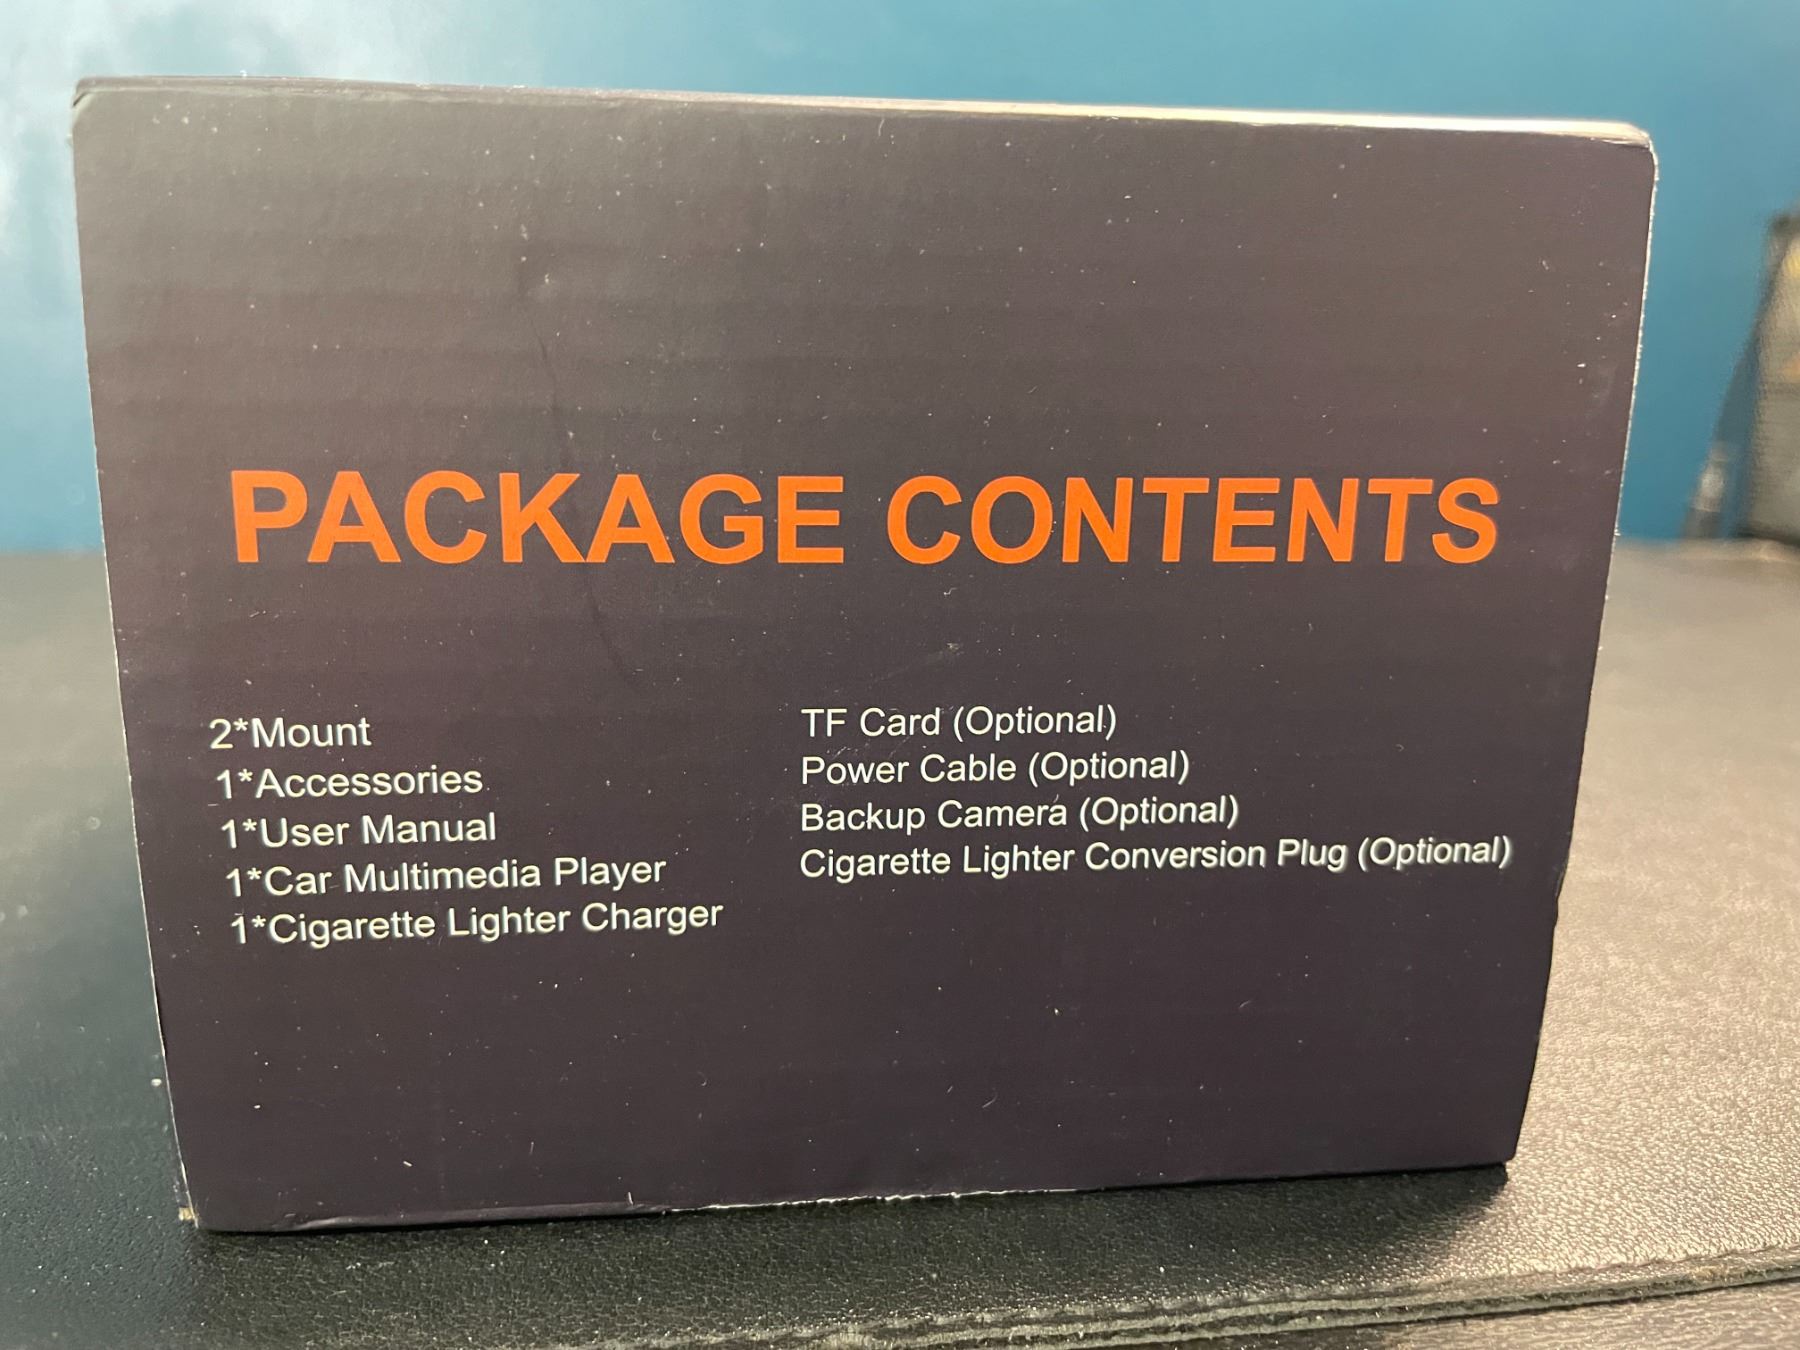 PACKAGE CONTENTS
2*Mount
1*Accessories
1*User Manual
1*Car Multimedia Player
1*Cigarette Lighter Charger
TF Card (Optional)
Power Cable (Optional)
Backup Camera (Optional)
Cigarette Lighter Conversion Plug (Optional)